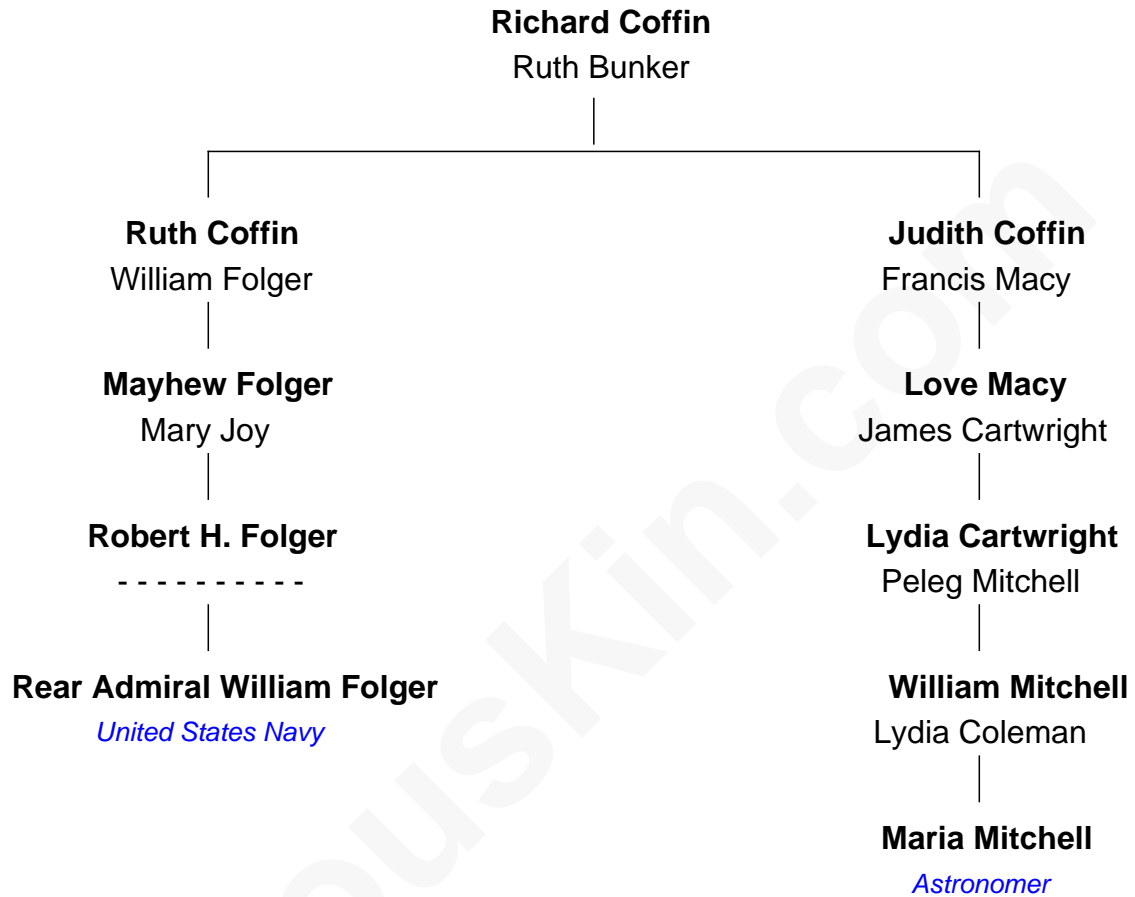 Richard Coffin
Ruth Bunker
Ruth Coffin
William Folger
Judith Coffin
Francis Macy
Mayhew Folger
Mary Joy
Love Macy
James Cartwright
Robert H. Folger
- - - - - - - - - -
Lydia Cartwright
Peleg Mitchell
Rear Admiral William Folger
United States Navy
William Mitchell
Lydia Coleman
Maria Mitchell
Astronomer
ousKin.com